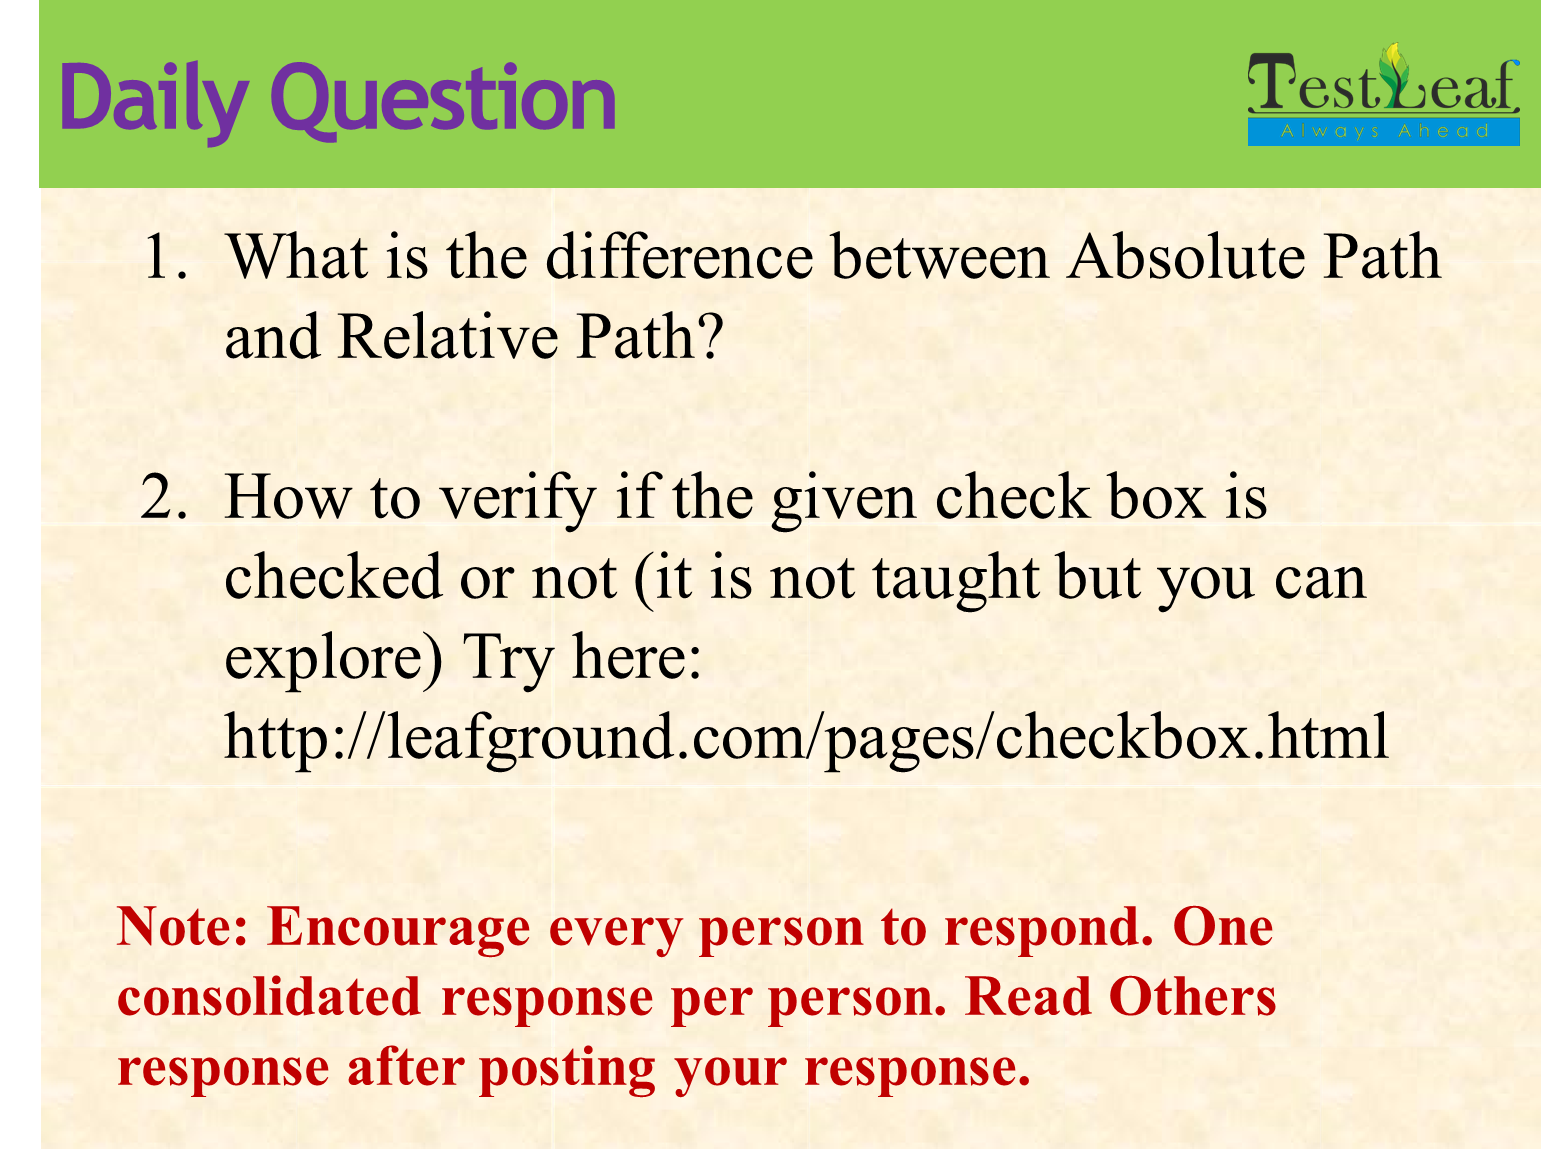 Daily Question
TestLeaf
Always Ahead
1. What is the difference between Absolute Path
and Relative Path?
2. How to verify if the given check box is
checked or not (it is not taught but you can
explore) Try here:
http://leafground.com/pages/checkbox.html
Note: Encourage every person to respond. One
consolidated response per person. Read Others
response after posting your response.